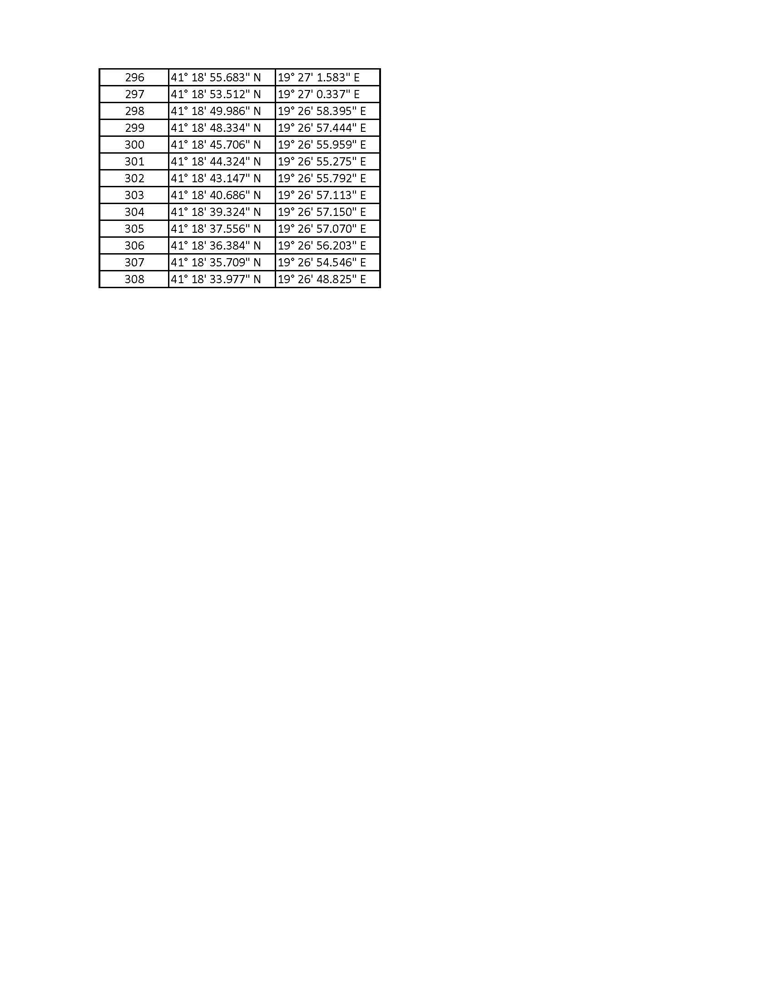 296 41° 18' 55.683" N 19° 27' 1.583" E
297 41° 18' 53.512" N 19° 27' 0.337" E
298 41° 18' 49.986" N 19° 26' 58.395" E
299 41° 18' 48.334" N 19° 26' 57.444" E
300 41° 18' 45.706" N 19° 26' 55.959" E
301 41° 18' 44.324" N 19° 26' 55.275" E
302 41° 18' 43.147" N 19° 26' 55.792" E
303 41° 18' 40.686" N 19° 26' 57.113" E
304 41° 18' 39.324" N 19° 26' 57.150" E
305 41° 18' 37.556" N 19° 26' 57.070" E
306 41° 18' 36.384" N 19° 26' 56.203" E
307 41° 18' 35.709" N 19° 26' 54.546" E
308 41° 18' 33.977" N 19° 26' 48.825" E